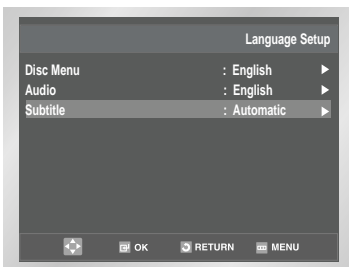 Language Setup
Disc Menu : English ▶
Audio : English ▶
Subtitle : Automatic ▶
OK RETURN MENU